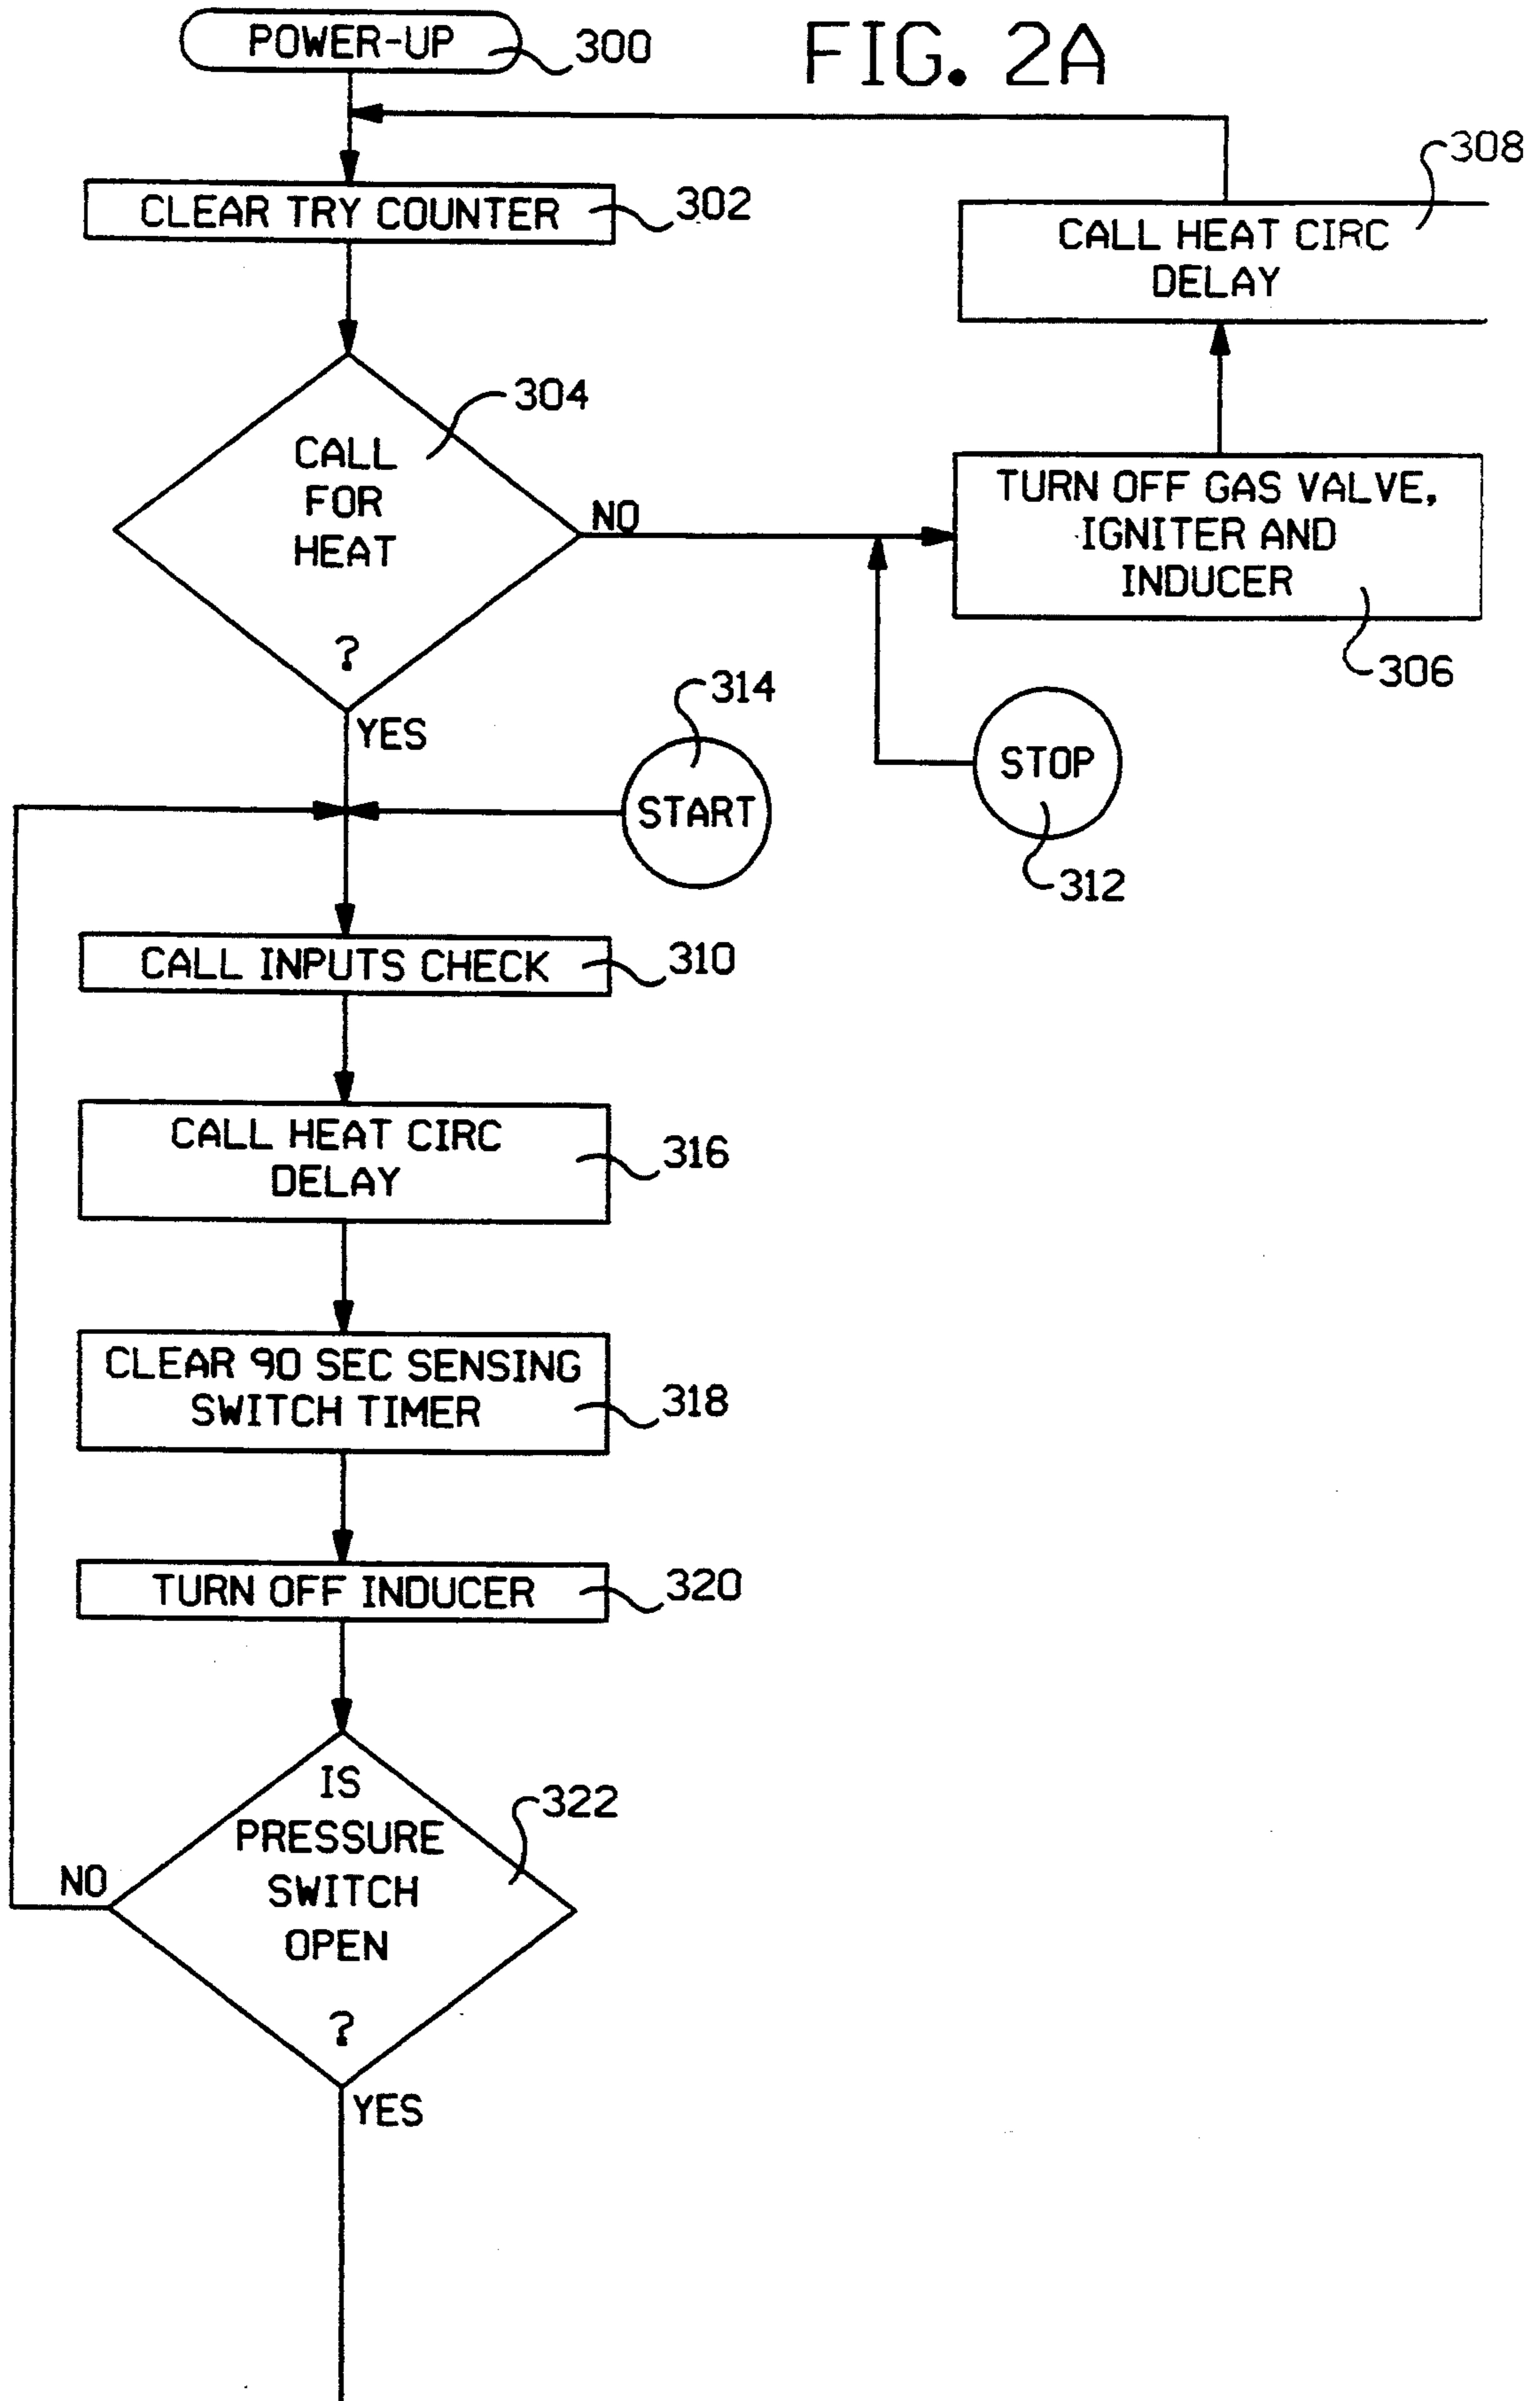 FIG. 2A
POWER-UP
300
CLEAR TRY COUNTER
302
308
CALL HEAT CIRC
DELAY
304
CALL
FOR
HEAT
?
NO
YES
TURN OFF GAS VALVE,
IGNITER AND
INDUCER
306
314
START
STOP
312
CALL INPUTS CHECK
310
CALL HEAT CIRC
DELAY
316
CLEAR 90 SEC SENSING
SWITCH TIMER
318
TURN OFF INDUCER
320
IS
PRESSURE
SWITCH
OPEN
?
322
NO
YES